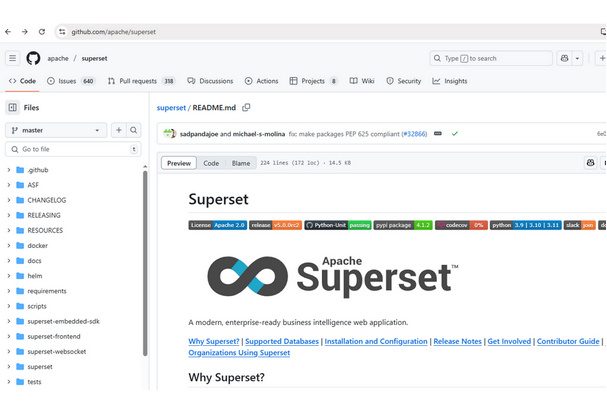 github.com/apache/superset
apache / superset
Type / to search
Code
Issues 640
Pull requests 318
Discussions
Actions
Projects 8
Wiki
Security
Insights
Files
superset / README.md
master
sadpandajoe and michael-s-molina fix: make packages PEP 625 compliant (#32866)
Go to file t
Preview Code Blame 224 lines (172 loc) · 14.5 KB
.github
ASF
CHANGELOG
RELEASING
RESOURCES
docker
docs
helm
requirements
scripts
superset-embedded-sdk
superset-frontend
superset-websocket
superset
tests
Superset
License Apache 2.0 release v5.0.0rc2 Python-Unit passing pypi package 4.1.2 codecov 0% python 3.9 | 3.10 | 3.11 slack join
Apache
Superset™
A modern, enterprise-ready business intelligence web application.
Why Superset? | Supported Databases | Installation and Configuration | Release Notes | Get Involved | Contributor Guide |
Organizations Using Superset
Why Superset?